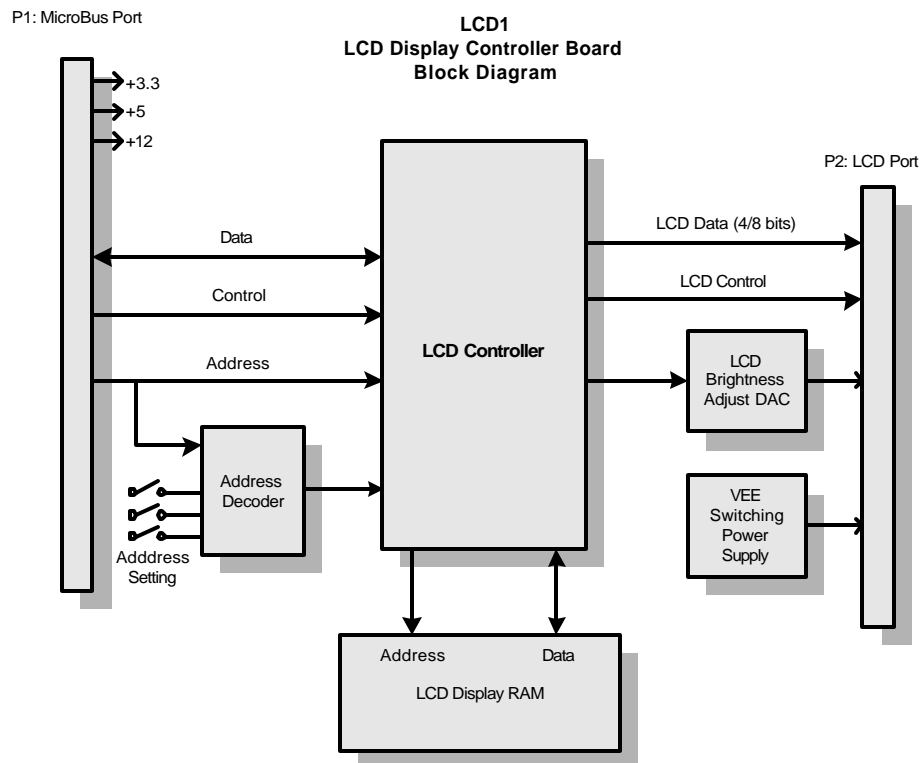 P1: MicroBus Port
LCD1
LCD Display Controller Board
Block Diagram
+3.3
+5
+12
P2: LCD Port
Data
LCD Data (4/8 bits)
Control
LCD Control
Address
LCD Controller
LCD
Brightness
Adjust DAC
Address
Decoder
VEE
Switching
Power
Supply
Adddress
Setting
Address
Data
LCD Display RAM